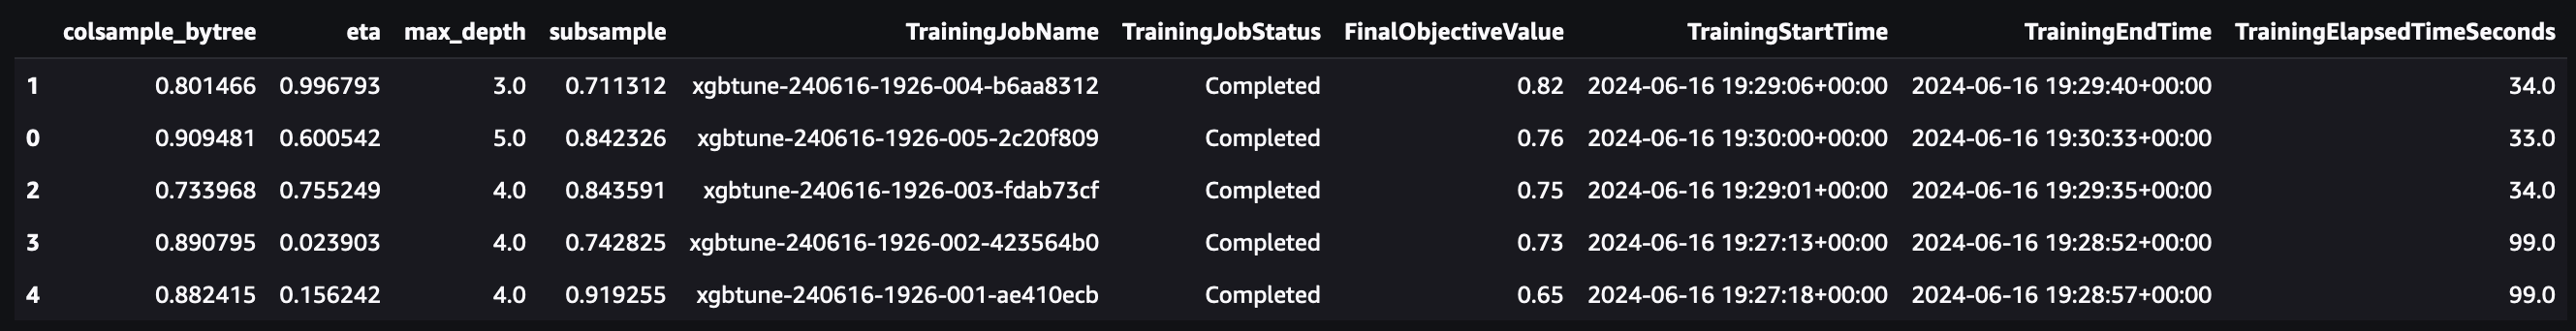 colsample_bytree eta max_depth subsample TrainingJobName TrainingJobStatus FinalObjectiveValue TrainingStartTime TrainingEndTime TrainingElapsedTimeSeconds
1 0.801466 0.996793 3.0 0.711312 xgbtune-240616-1926-004-b6aa8312 Completed 0.82 2024-06-16 19:29:06+00:00 2024-06-16 19:29:40+00:00 34.0
0 0.909481 0.600542 5.0 0.842326 xgbtune-240616-1926-005-2c20f809 Completed 0.76 2024-06-16 19:30:00+00:00 2024-06-16 19:30:33+00:00 33.0
2 0.733968 0.755249 4.0 0.843591 xgbtune-240616-1926-003-fdab73cf Completed 0.75 2024-06-16 19:29:01+00:00 2024-06-16 19:29:35+00:00 34.0
3 0.890795 0.023903 4.0 0.742825 xgbtune-240616-1926-002-423564b0 Completed 0.73 2024-06-16 19:27:13+00:00 2024-06-16 19:28:52+00:00 99.0
4 0.882415 0.156242 4.0 0.919255 xgbtune-240616-1926-001-ae410ecb Completed 0.65 2024-06-16 19:27:18+00:00 2024-06-16 19:28:57+00:00 99.0